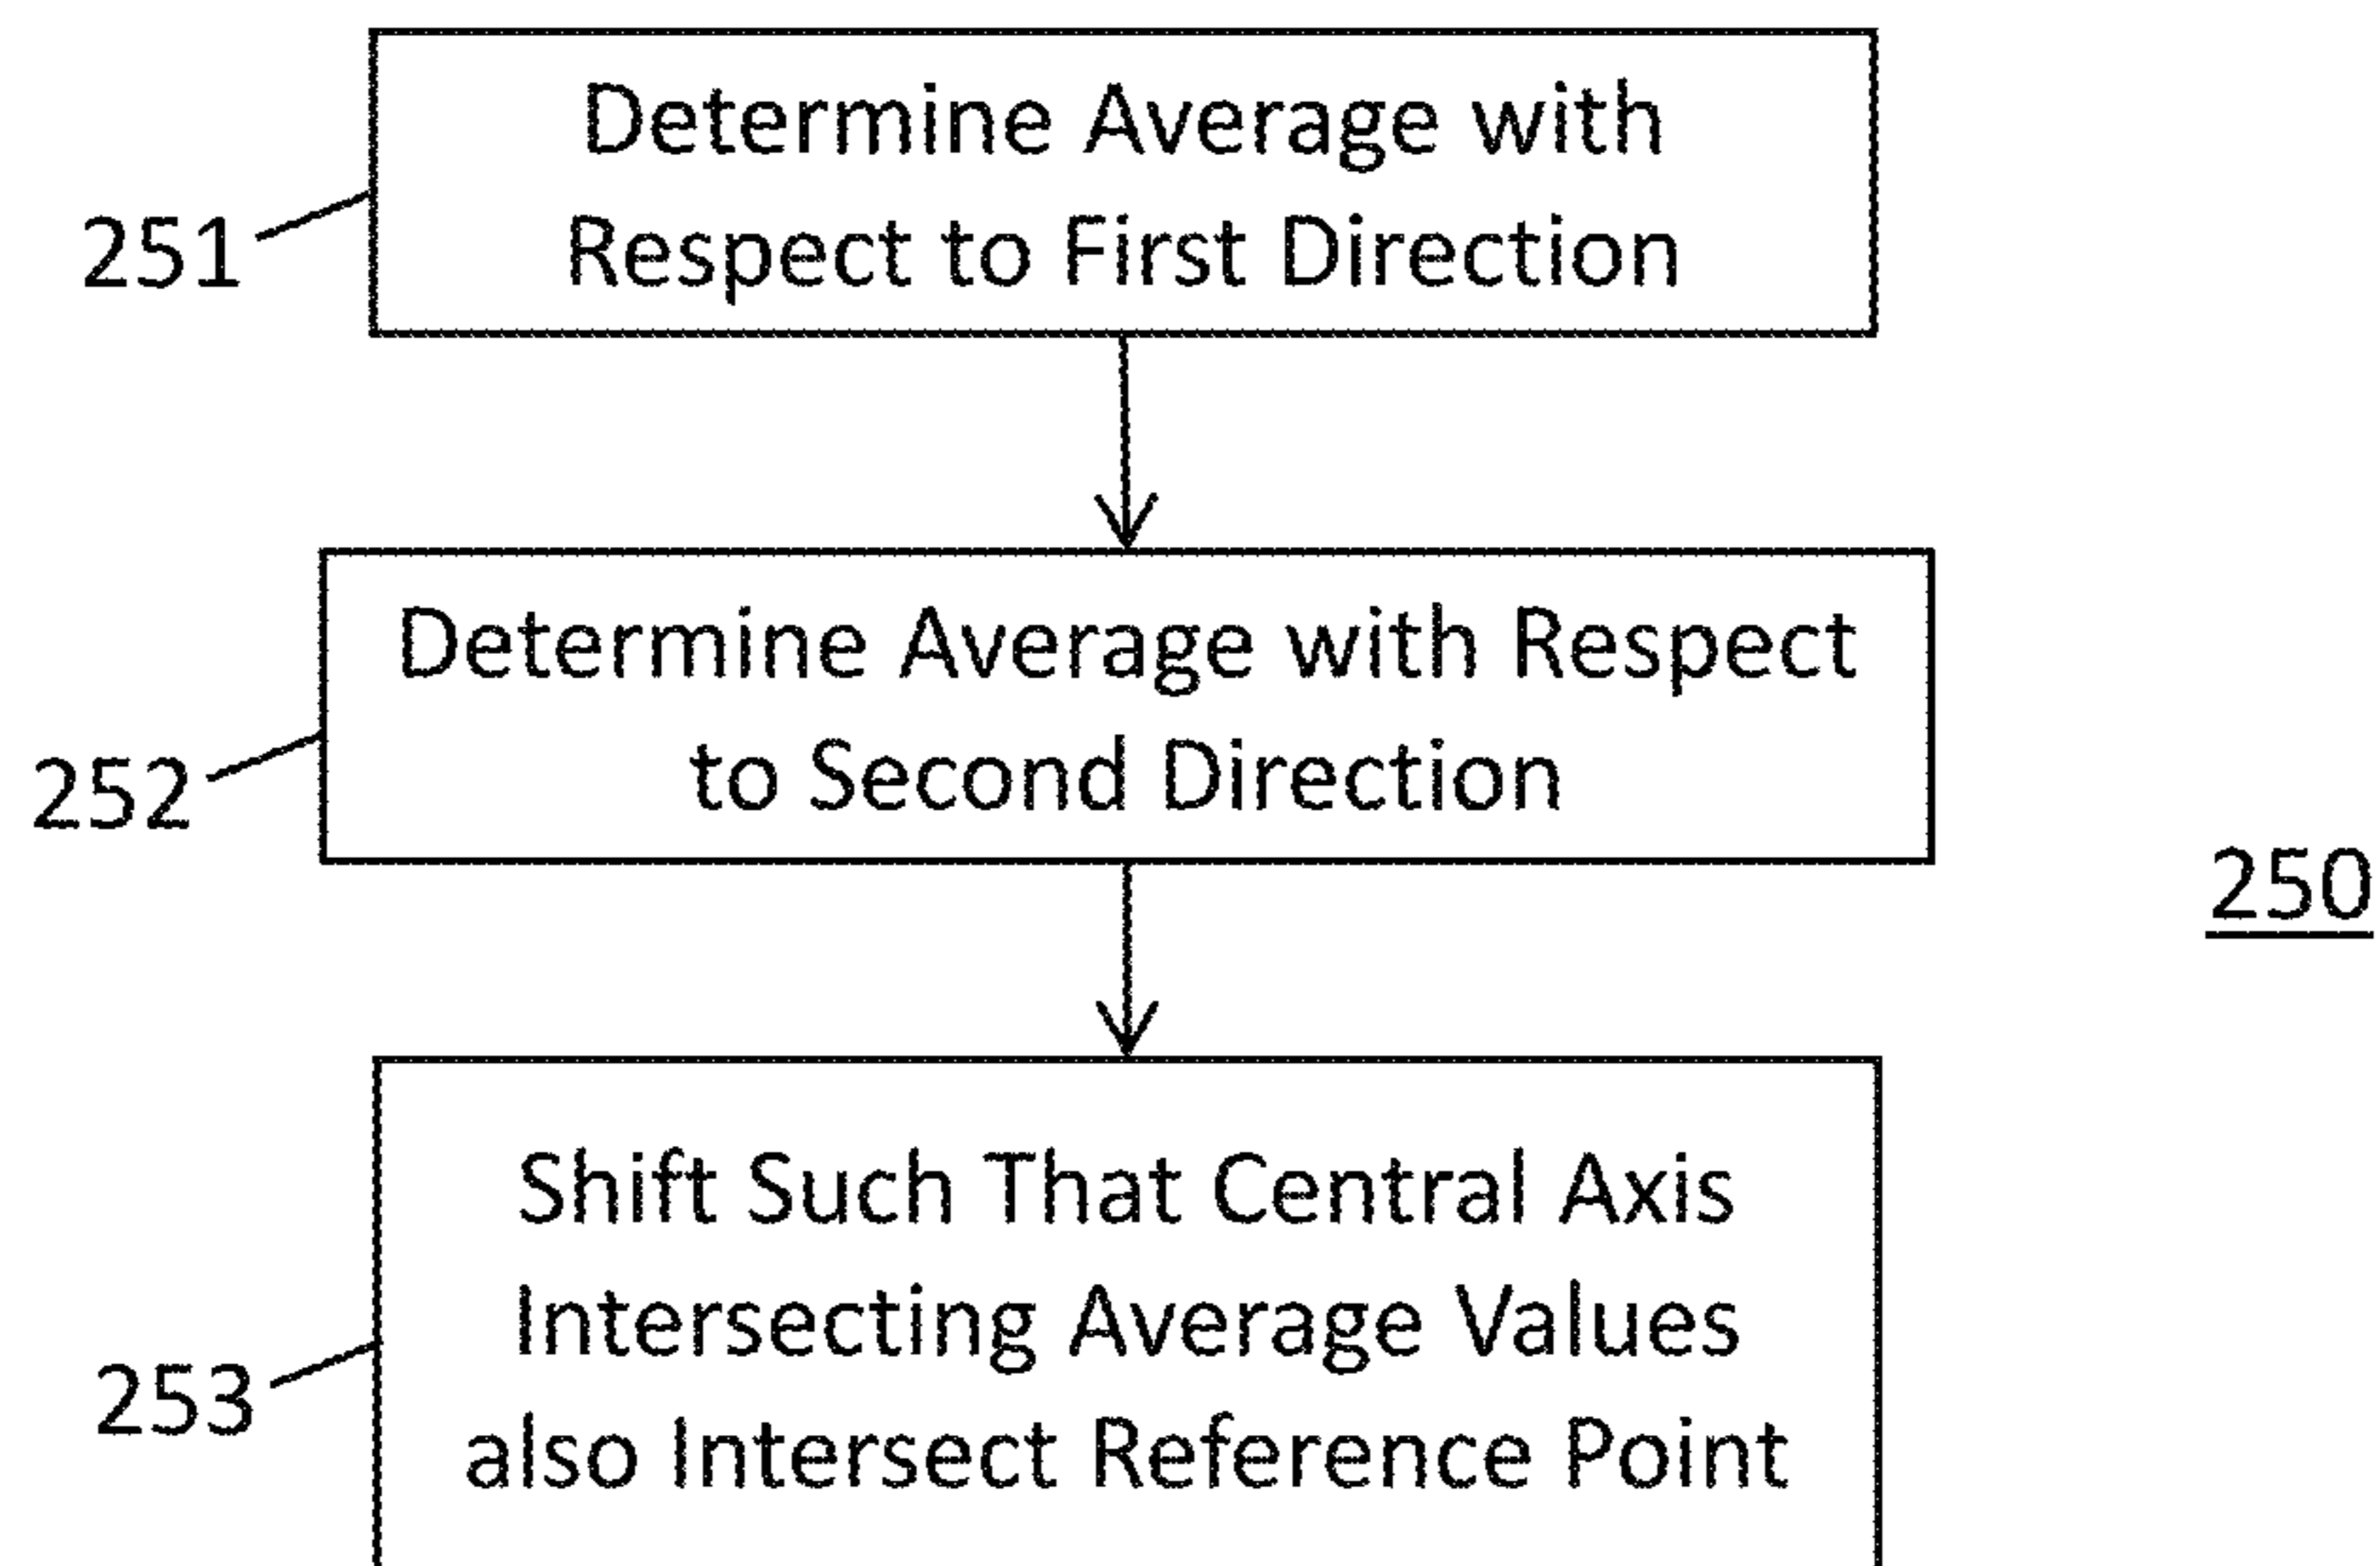 Determine Average with
Respect to First Direction
251
Determine Average with Respect
to Second Direction
252
250
Shift Such That Central Axis
Intersecting Average Values
also Intersect Reference Point
253